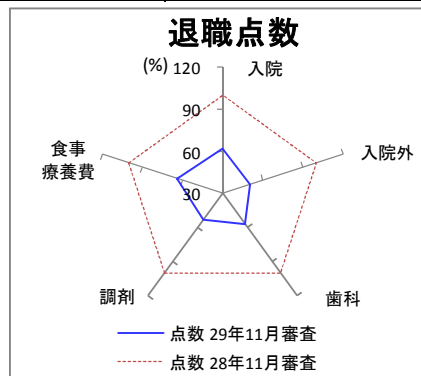 退職点数
(%) 120 入院
90
60
30
入院外
歯科
調剤
食事
療養費
点数 29年11月審査
点数 28年11月審査